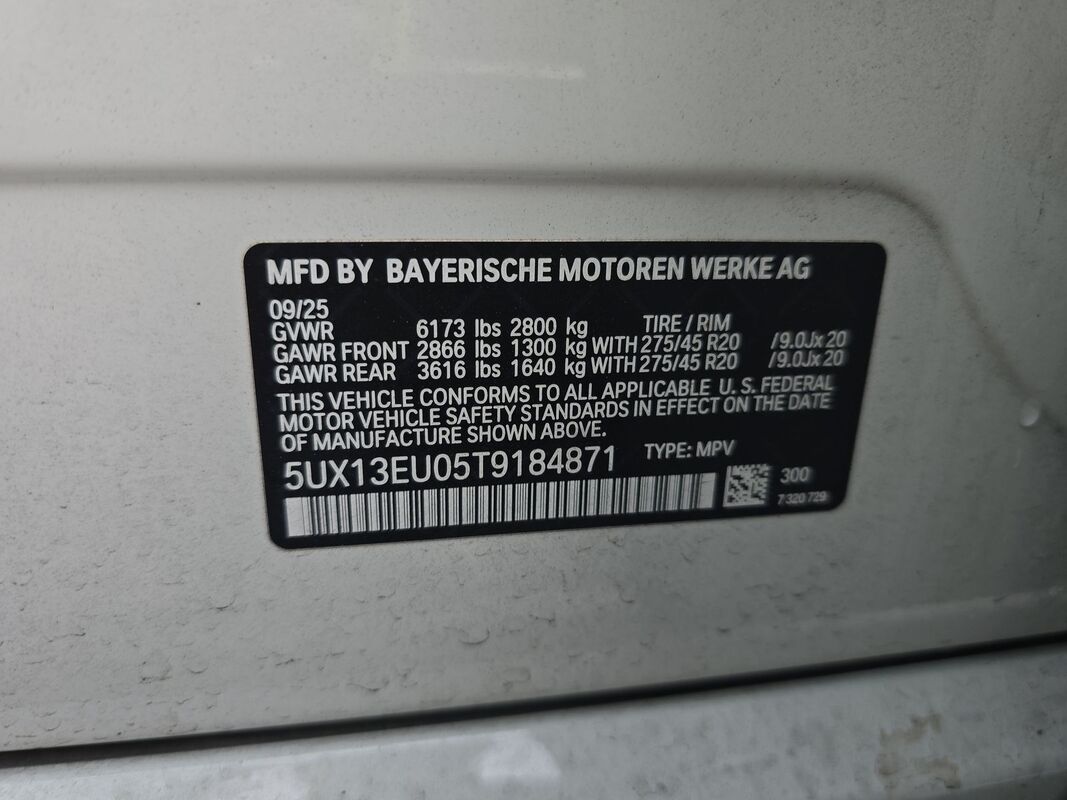 MFD BY BAYERISCHE MOTOREN WERKE AG
09/25
GVWR 6173 lbs 2800 kg TIRE / RIM
GAWR FRONT 2866 lbs 1300 kg WITH 275/45 R20 /9.0Jx20
GAWR REAR 3616 lbs 1640 kg WITH 275/45 R20 /9.0Jx20
THIS VEHICLE CONFORMS TO ALL APPLICABLE U.S. FEDERAL
MOTOR VEHICLE SAFETY STANDARDS IN EFFECT ON THE DATE
OF MANUFACTURE SHOWN ABOVE.
5UX13EU05T9184871 TYPE: MPV
300
7 320 729